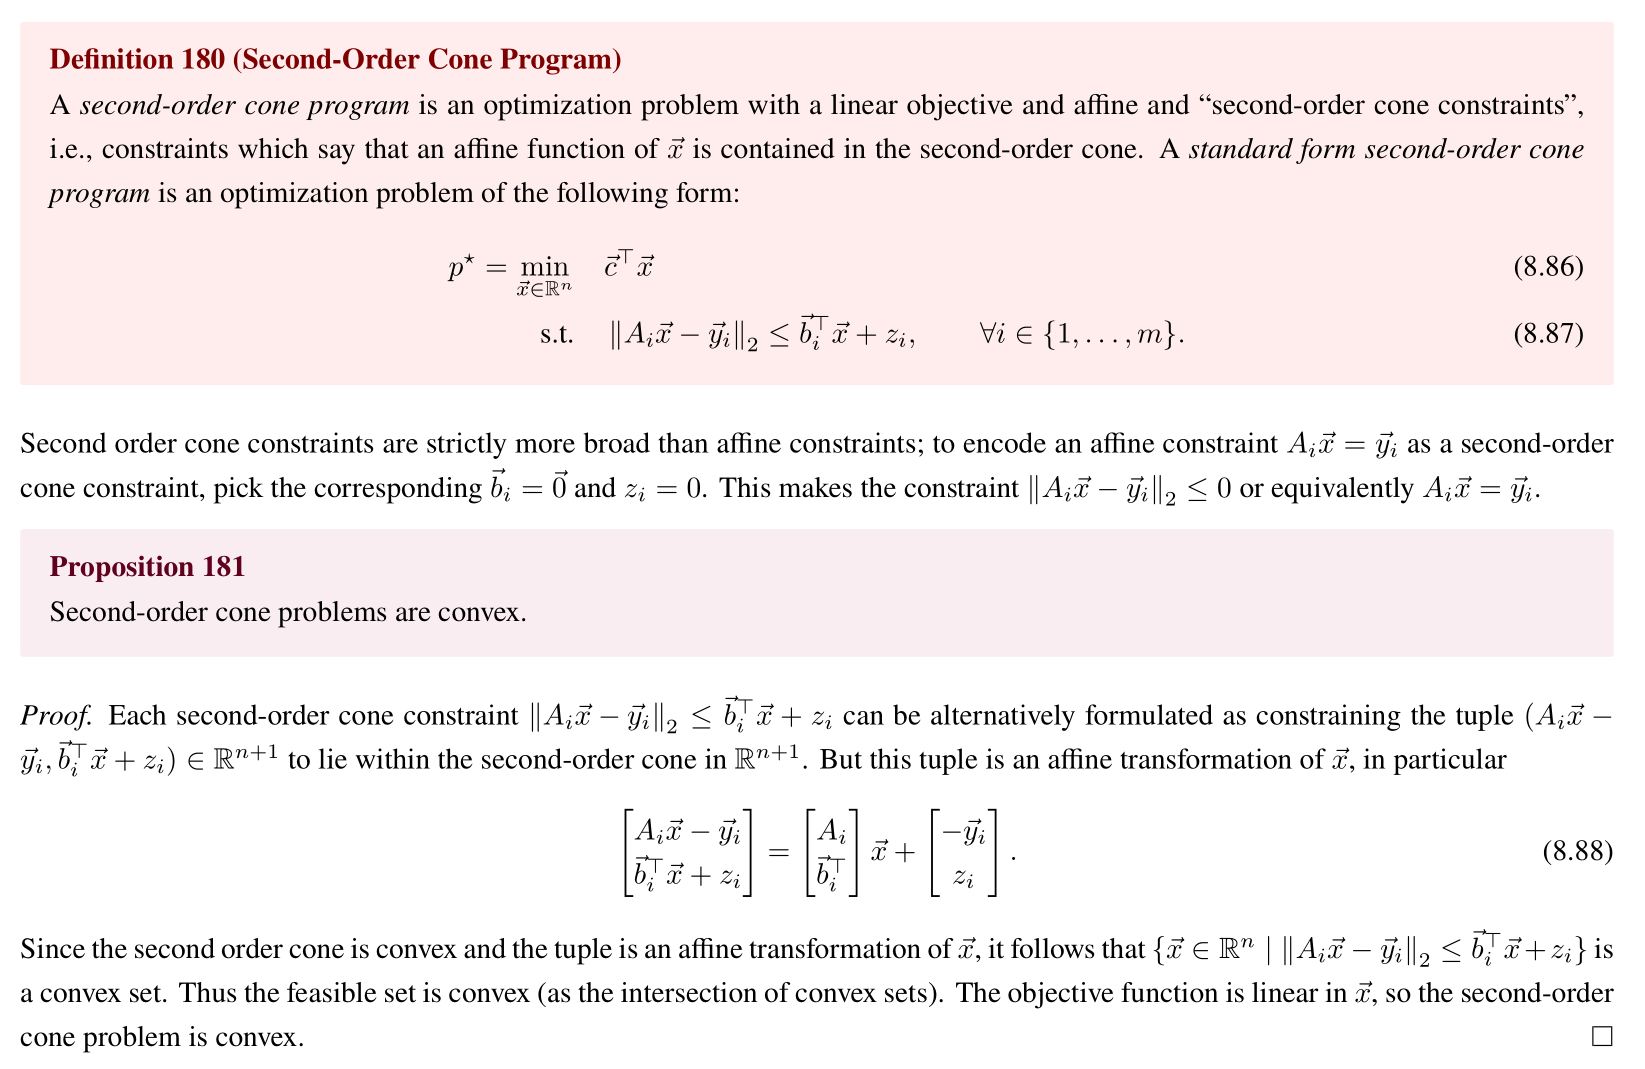 Definition 180 (Second-Order Cone Program)
A second-order cone program is an optimization problem with a linear objective and affine and “second-order cone constraints”,
i.e., constraints which say that an affine function of $\vec{x}$ is contained in the second-order cone. A standard form second-order cone
program is an optimization problem of the following form:
$p^\star = \min_{\vec{x} \in \mathbb{R}^n} \quad \vec{c}^\top \vec{x}$ (8.86)
$\text{s.t.} \quad \|A_i\vec{x} - \vec{y}_i\|_2 \leq \vec{b}_i^\top \vec{x} + z_i, \quad \forall i \in \{1, \ldots, m\}.$ (8.87)
Second order cone constraints are strictly more broad than affine constraints; to encode an affine constraint $A_i\vec{x} = \vec{y}_i$ as a second-order
cone constraint, pick the corresponding $\vec{b}_i = \vec{0}$ and $z_i = 0$. This makes the constraint $\|A_i\vec{x} - \vec{y}_i\|_2 \leq 0$ or equivalently $A_i\vec{x} = \vec{y}_i$.
Proposition 181
Second-order cone problems are convex.
Proof. Each second-order cone constraint $\|A_i\vec{x} - \vec{y}_i\|_2 \leq \vec{b}_i^\top \vec{x} + z_i$ can be alternatively formulated as constraining the tuple $(A_i\vec{x} -$
$\vec{y}_i, \vec{b}_i^\top \vec{x} + z_i) \in \mathbb{R}^{n+1}$ to lie within the second-order cone in $\mathbb{R}^{n+1}$. But this tuple is an affine transformation of $\vec{x}$, in particular
$\begin{bmatrix} A_i\vec{x} - \vec{y}_i \\ \vec{b}_i^\top \vec{x} + z_i \end{bmatrix} = \begin{bmatrix} A_i \\ \vec{b}_i^\top \end{bmatrix} \vec{x} + \begin{bmatrix} -\vec{y}_i \\ z_i \end{bmatrix}.$ (8.88)
Since the second order cone is convex and the tuple is an affine transformation of $\vec{x}$, it follows that $\{\vec{x} \in \mathbb{R}^n \mid \|A_i\vec{x} - \vec{y}_i\|_2 \leq \vec{b}_i^\top \vec{x} + z_i\}$ is
a convex set. Thus the feasible set is convex (as the intersection of convex sets). The objective function is linear in $\vec{x}$, so the second-order
cone problem is convex. □